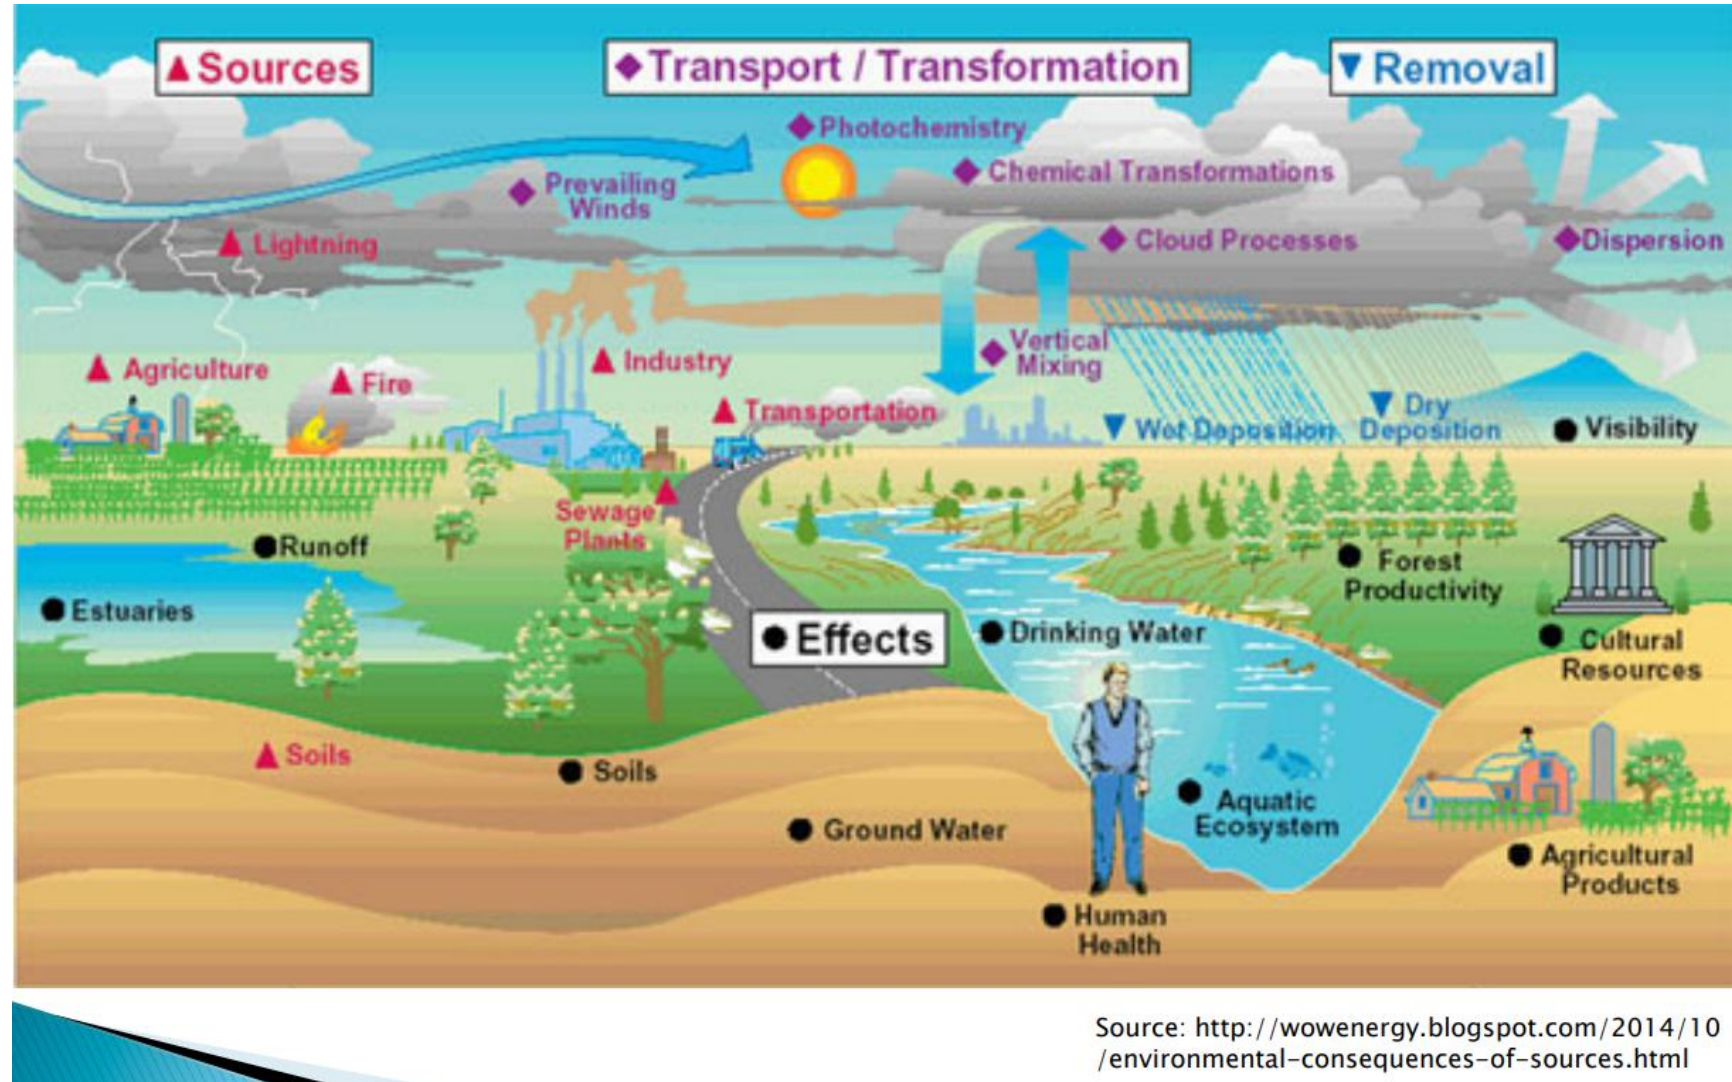 Sources
Transport / Transformation
Removal
Photochemistry
Chemical Transformations
Prevailing
Winds
Lightning
Cloud Processes
Dispersion
Vertical
Mixing
Agriculture
Fire
Industry
Transportation
Wet Deposition
Dry
Deposition
Visibility
Sewage
Plants
Runoff
Estuaries
Forest
Productivity
Effects
Drinking Water
Cultural
Resources
Soils
Soils
Ground Water
Aquatic
Ecosystem
Agricultural
Products
Human
Health
Source: http://wowenergy.blogspot.com/2014/10
/environmental-consequences-of-sources.html